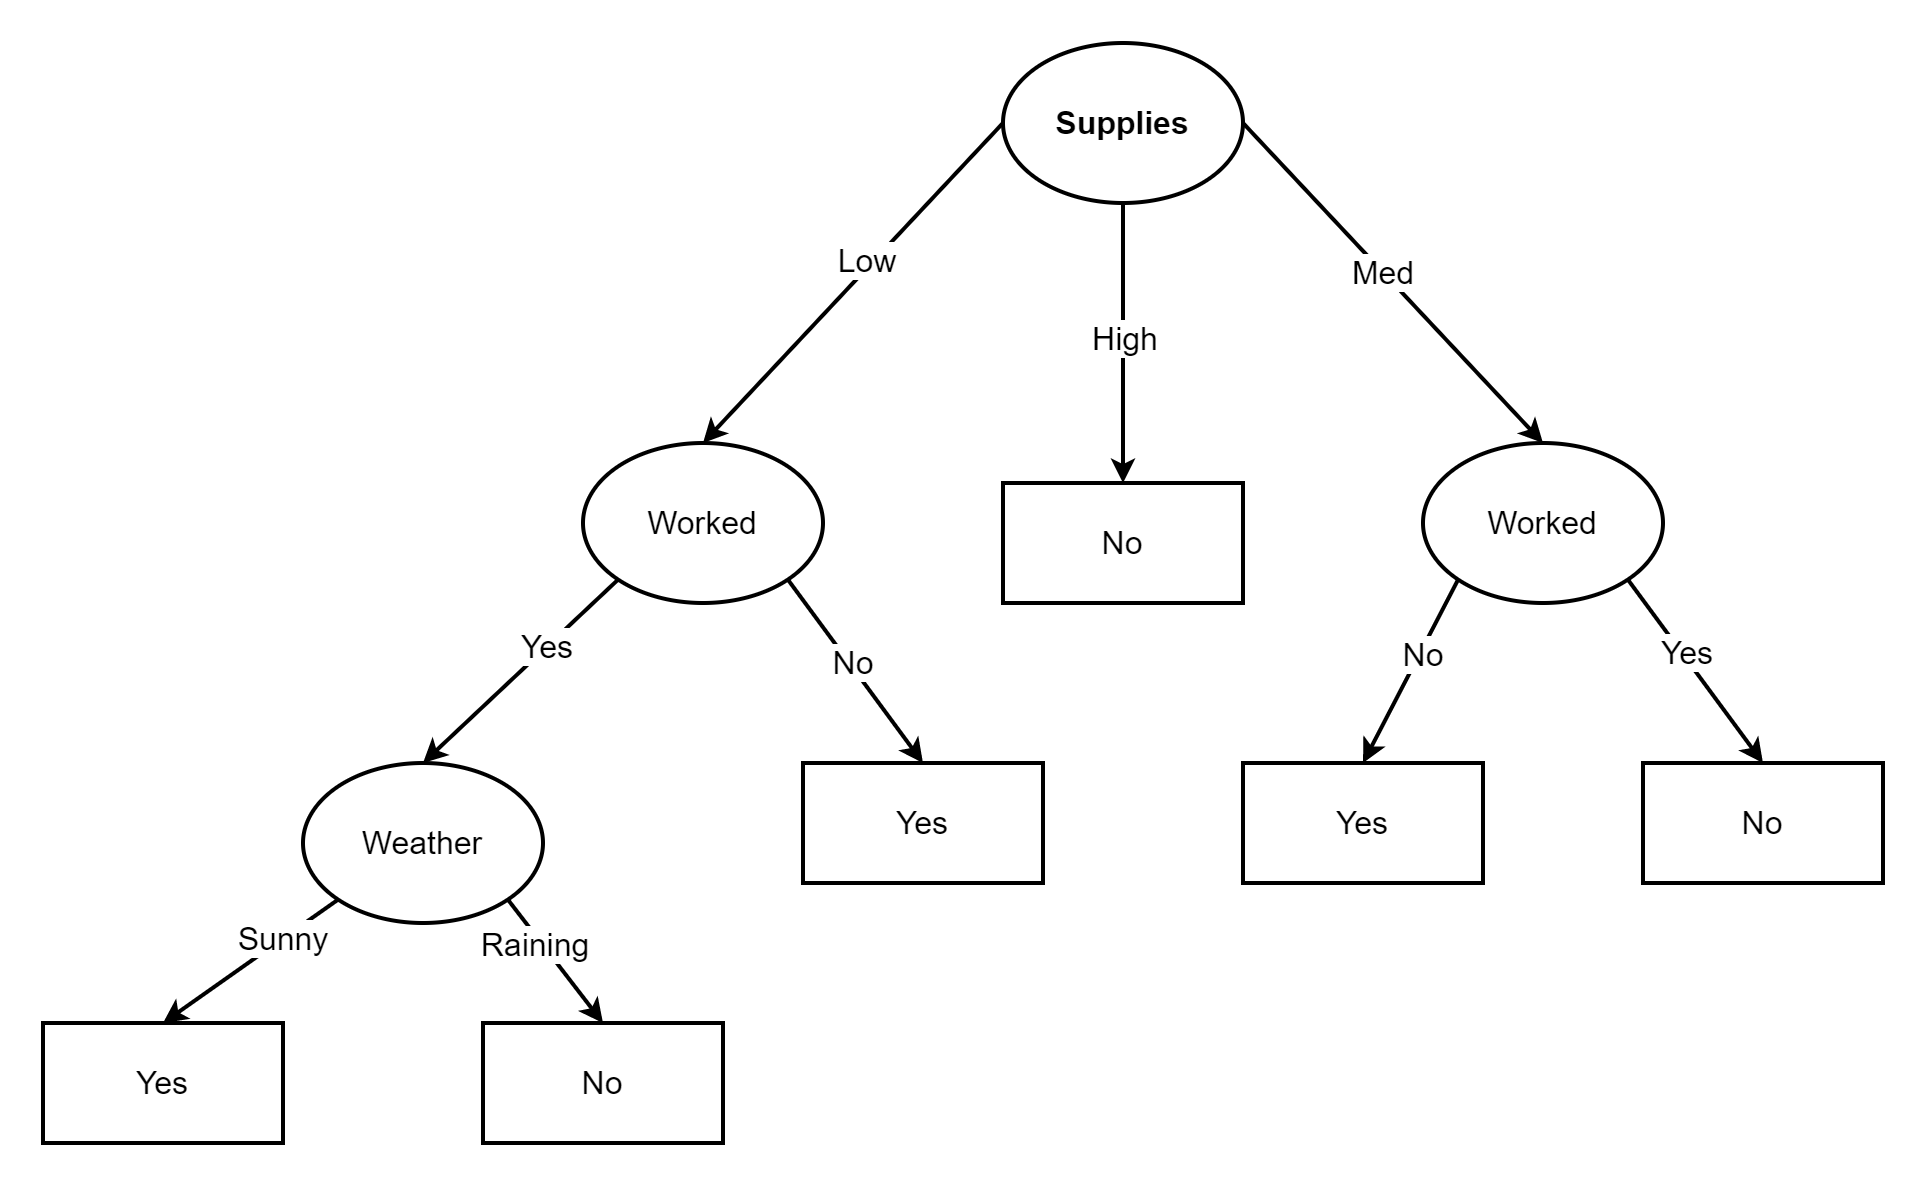 Supplies
Low
Med
High
Worked
No
Worked
Yes
No
No
Yes
Weather
Yes
Yes
No
Sunny
Raining
Yes
No